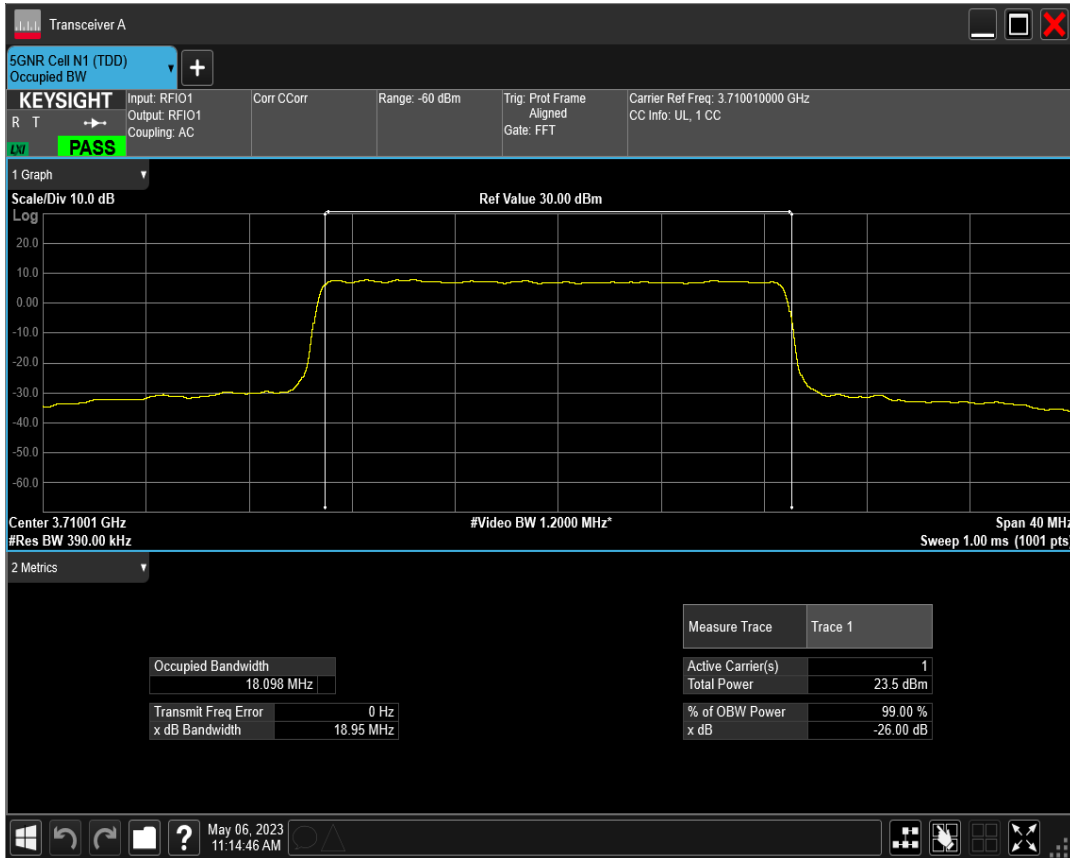 Transceiver A
5GNR Cell N1 (TDD)
Occupied BW
+
KEYSIGHT
R T
LXI
PASS
Input: RFIO1
Output: RFIO1
Coupling: AC
Corr CCorr
Range: -60 dBm
Trig: Prot Frame
Aligned
Gate: FFT
Carrier Ref Freq: 3.710010000 GHz
CC Info: UL, 1 CC
1 Graph
Scale/Div 10.0 dB
Ref Value 30.00 dBm
Log
20.0
10.0
0.00
-10.0
-20.0
-30.0
-40.0
-50.0
-60.0
Center 3.71001 GHz
#Video BW 1.2000 MHz*
Span 40 MHz
#Res BW 390.00 kHz
Sweep 1.00 ms (1001 pts)
2 Metrics
Measure Trace Trace 1
Occupied Bandwidth
18.098 MHz
Active Carrier(s) 1
Total Power 23.5 dBm
Transmit Freq Error 0 Hz
x dB Bandwidth 18.95 MHz
% of OBW Power 99.00 %
x dB -26.00 dB
?
May 06, 2023
11:14:46 AM